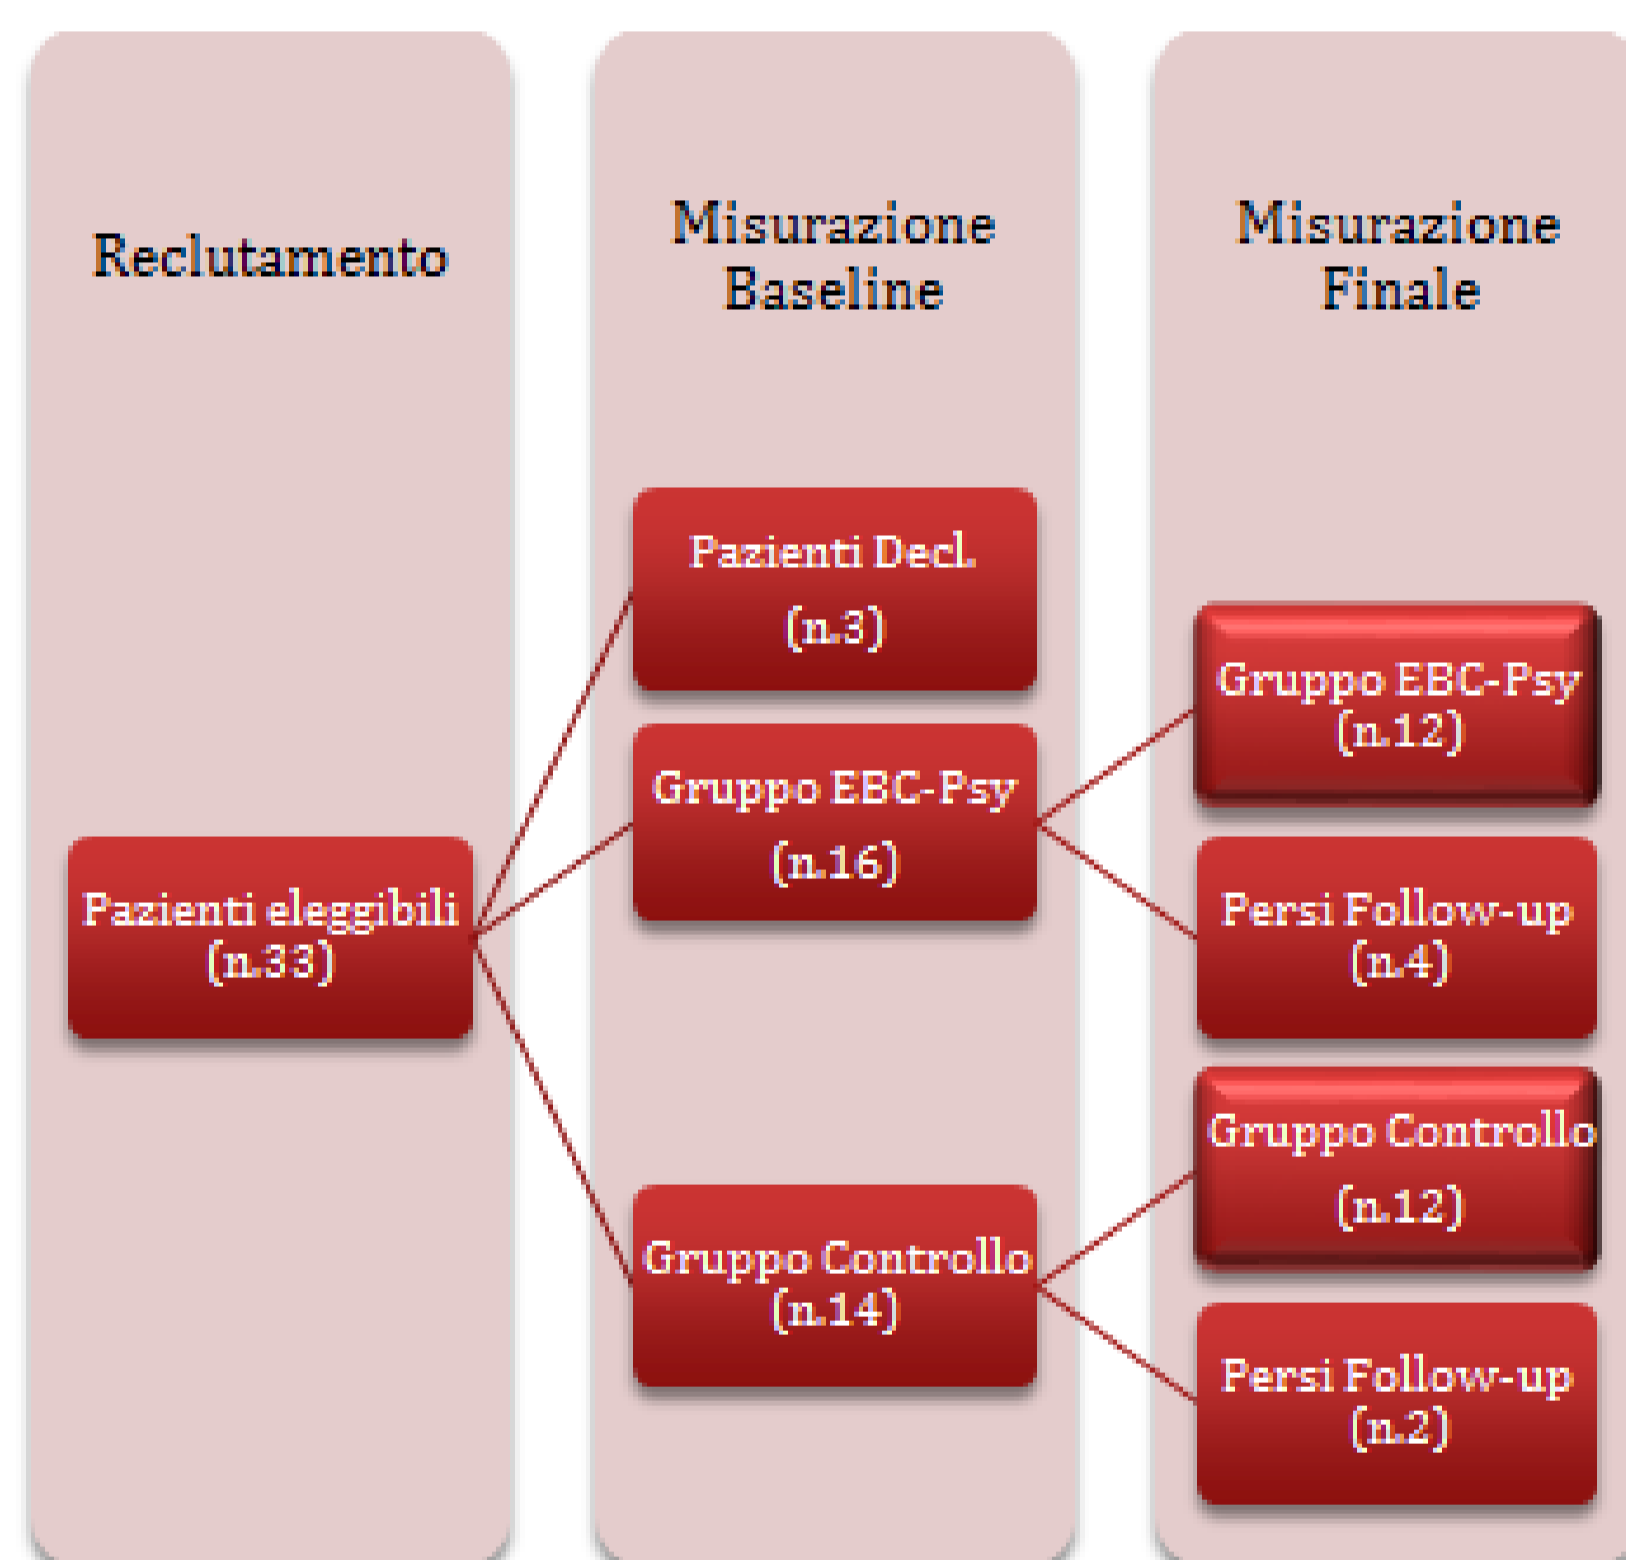 Reclutamento
Misurazione
Baseline
Misurazione
Finale
Pazienti eleggibili
(n.33)
Pazienti Decl.
(n.3)
Gruppo EBC-Psy
(n.16)
Gruppo Controllo
(n.14)
Gruppo EBC-Psy
(n.12)
Persi Follow-up
(n.4)
Gruppo Controllo
(n.12)
Persi Follow-up
(n.2)